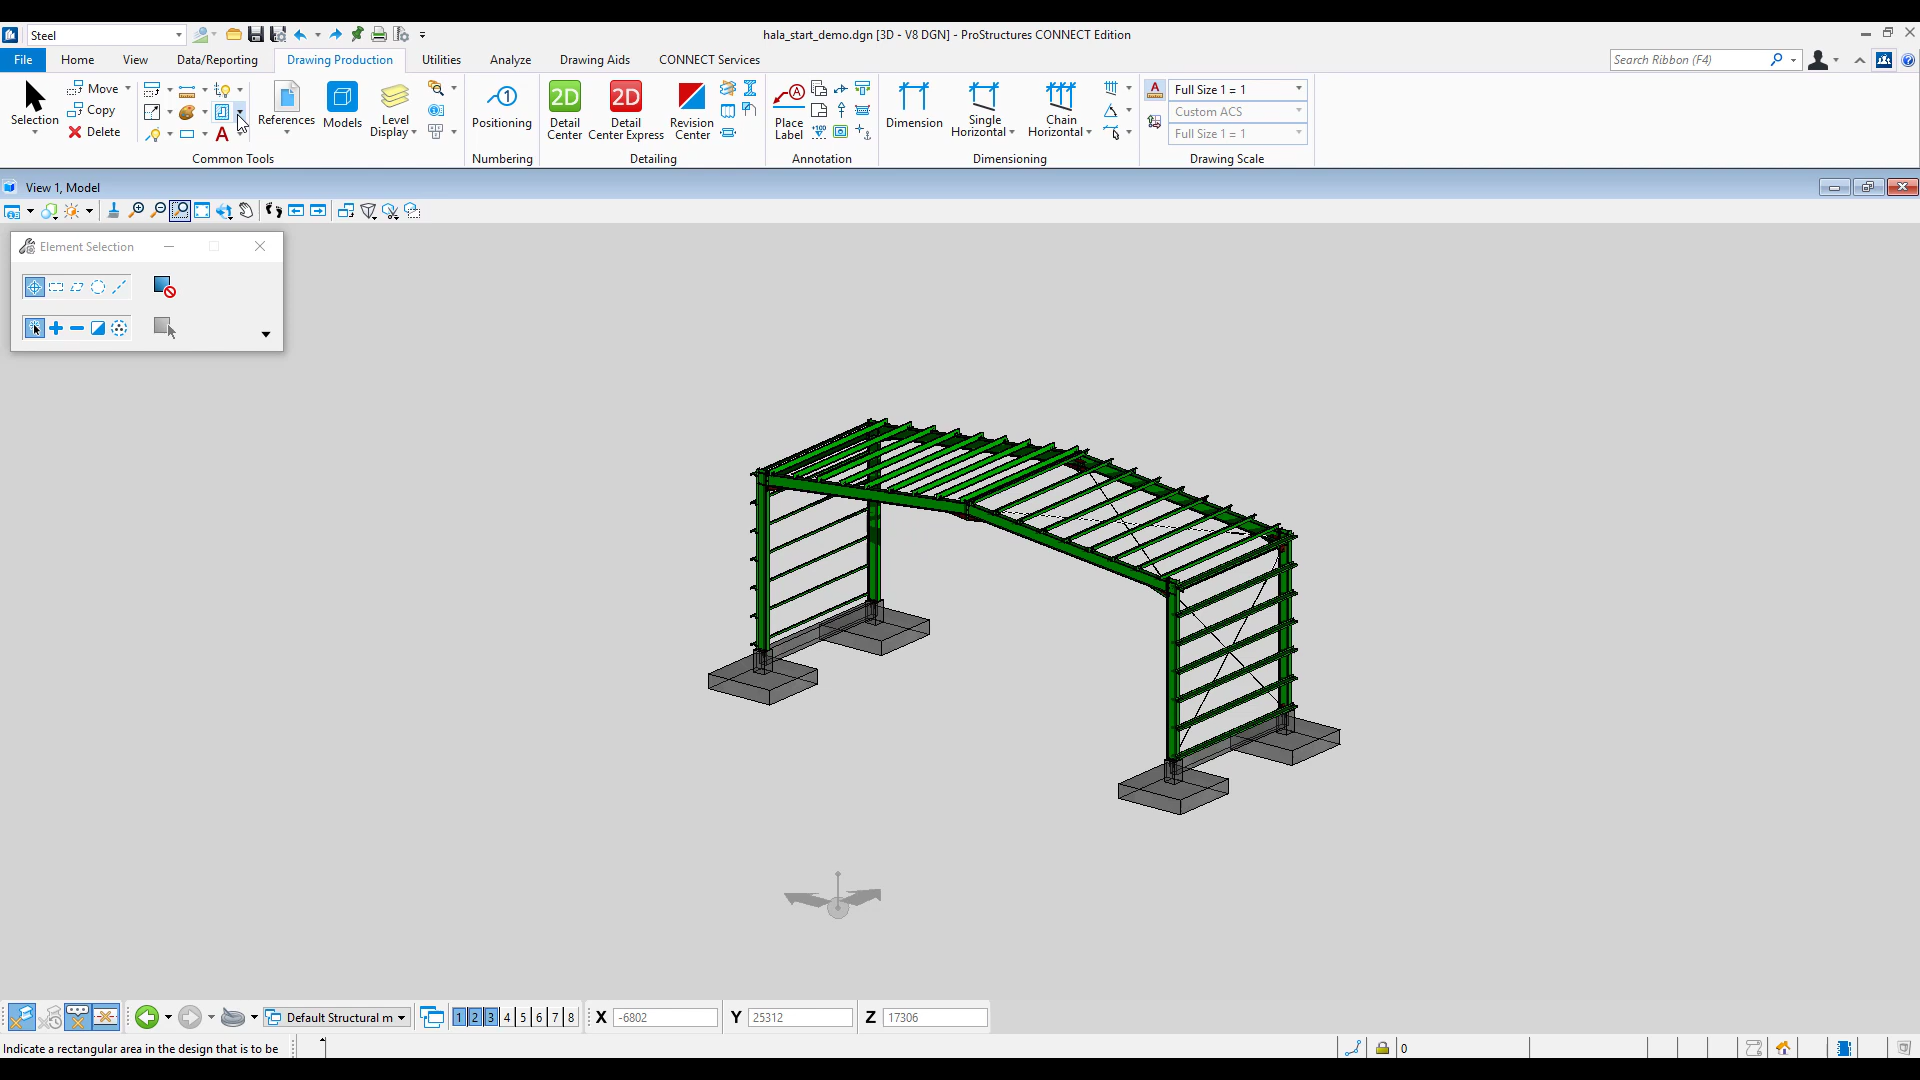 Steel
hala_start_demo.dgn [3D - V8 DGN] - ProStructures CONNECT Edition
File Home View Data/Reporting Drawing Production Utilities Analyze Drawing Aids CONNECT Services
Search Ribbon (F4)
Selection
Move
Copy
Delete
A
References
Models
Level
Display
Common Tools
1
Positioning
Numbering
2D
Detail
Center
2D
Detail
Center Express
Revision
Center
Detailing
A
Place
Label
+100
Annotation
Dimension
Single
Horizontal
Chain
Horizontal
Dimensioning
A
Full Size 1 = 1
Custom ACS
Full Size 1 = 1
Drawing Scale
View 1, Model
Element Selection
Default Structural m
1 2 3 4 5 6 7 8
X -6802
Y 25312
Z 17306
Indicate a rectangular area in the design that is to be
0